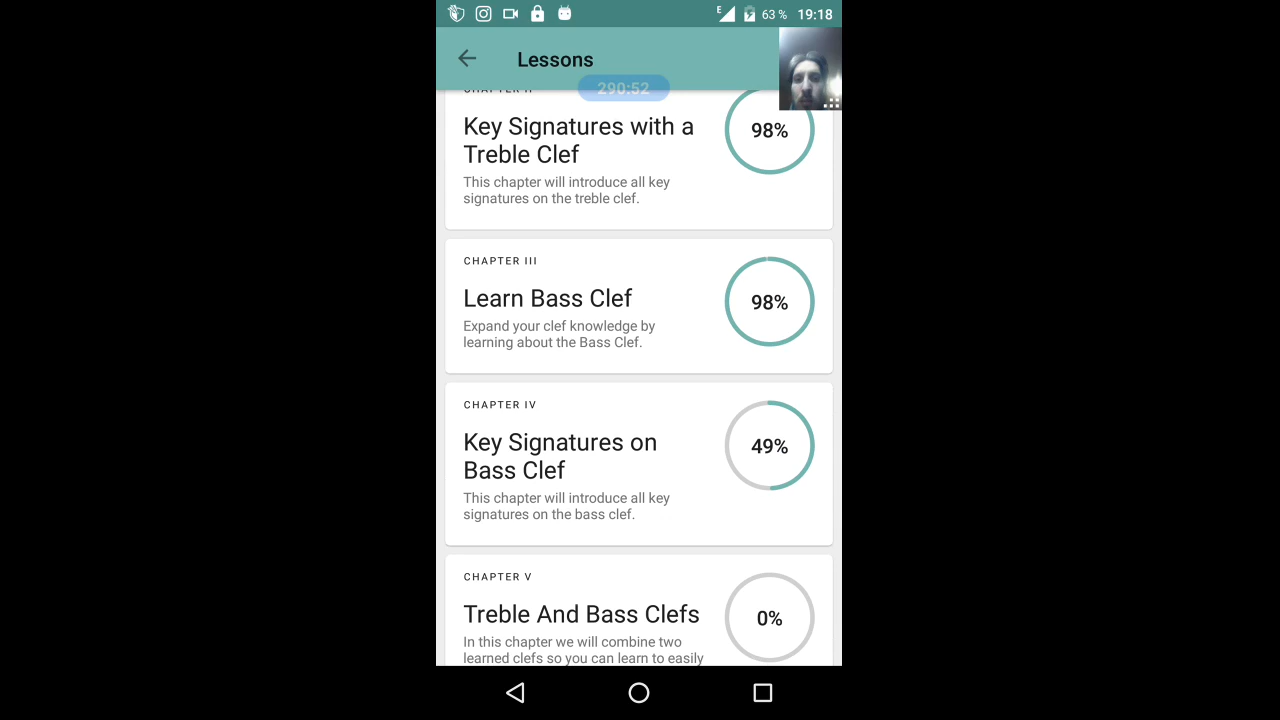 E
63 %
19:18
Lessons
290:52
CHAPTER II
Key Signatures with a
Treble Clef
This chapter will introduce all key
signatures on the treble clef.
98%
CHAPTER III
Learn Bass Clef
Expand your clef knowledge by
learning about the Bass Clef.
98%
CHAPTER IV
Key Signatures on
Bass Clef
This chapter will introduce all key
signatures on the bass clef.
49%
CHAPTER V
Treble And Bass Clefs
In this chapter we will combine two
learned clefs so you can learn to easily
0%